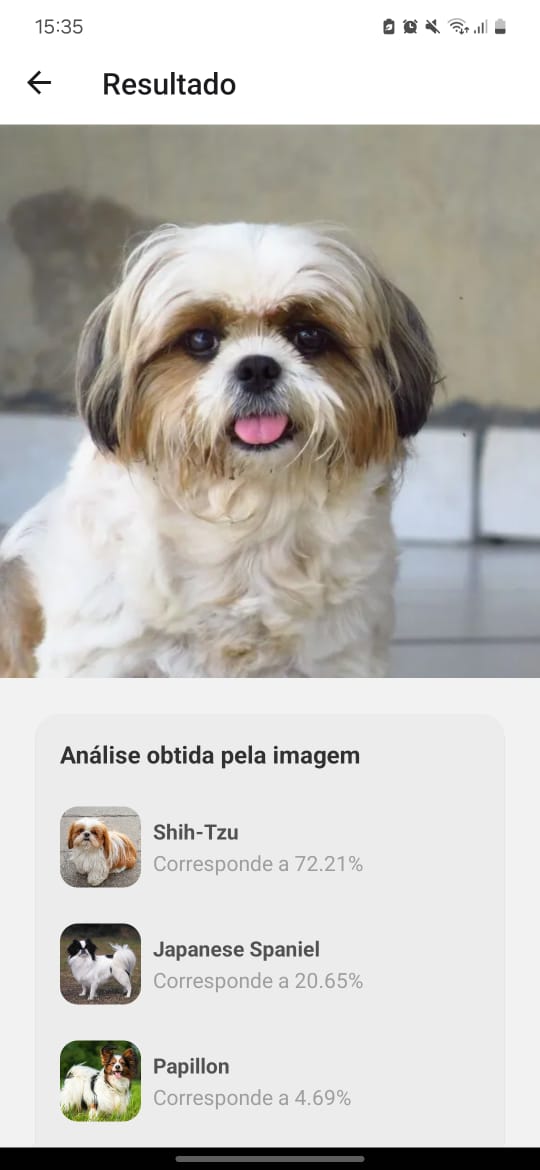 15:35
Resultado
Análise obtida pela imagem
Shih-Tzu
Corresponde a 72.21%
Japanese Spaniel
Corresponde a 20.65%
Papillon
Corresponde a 4.69%